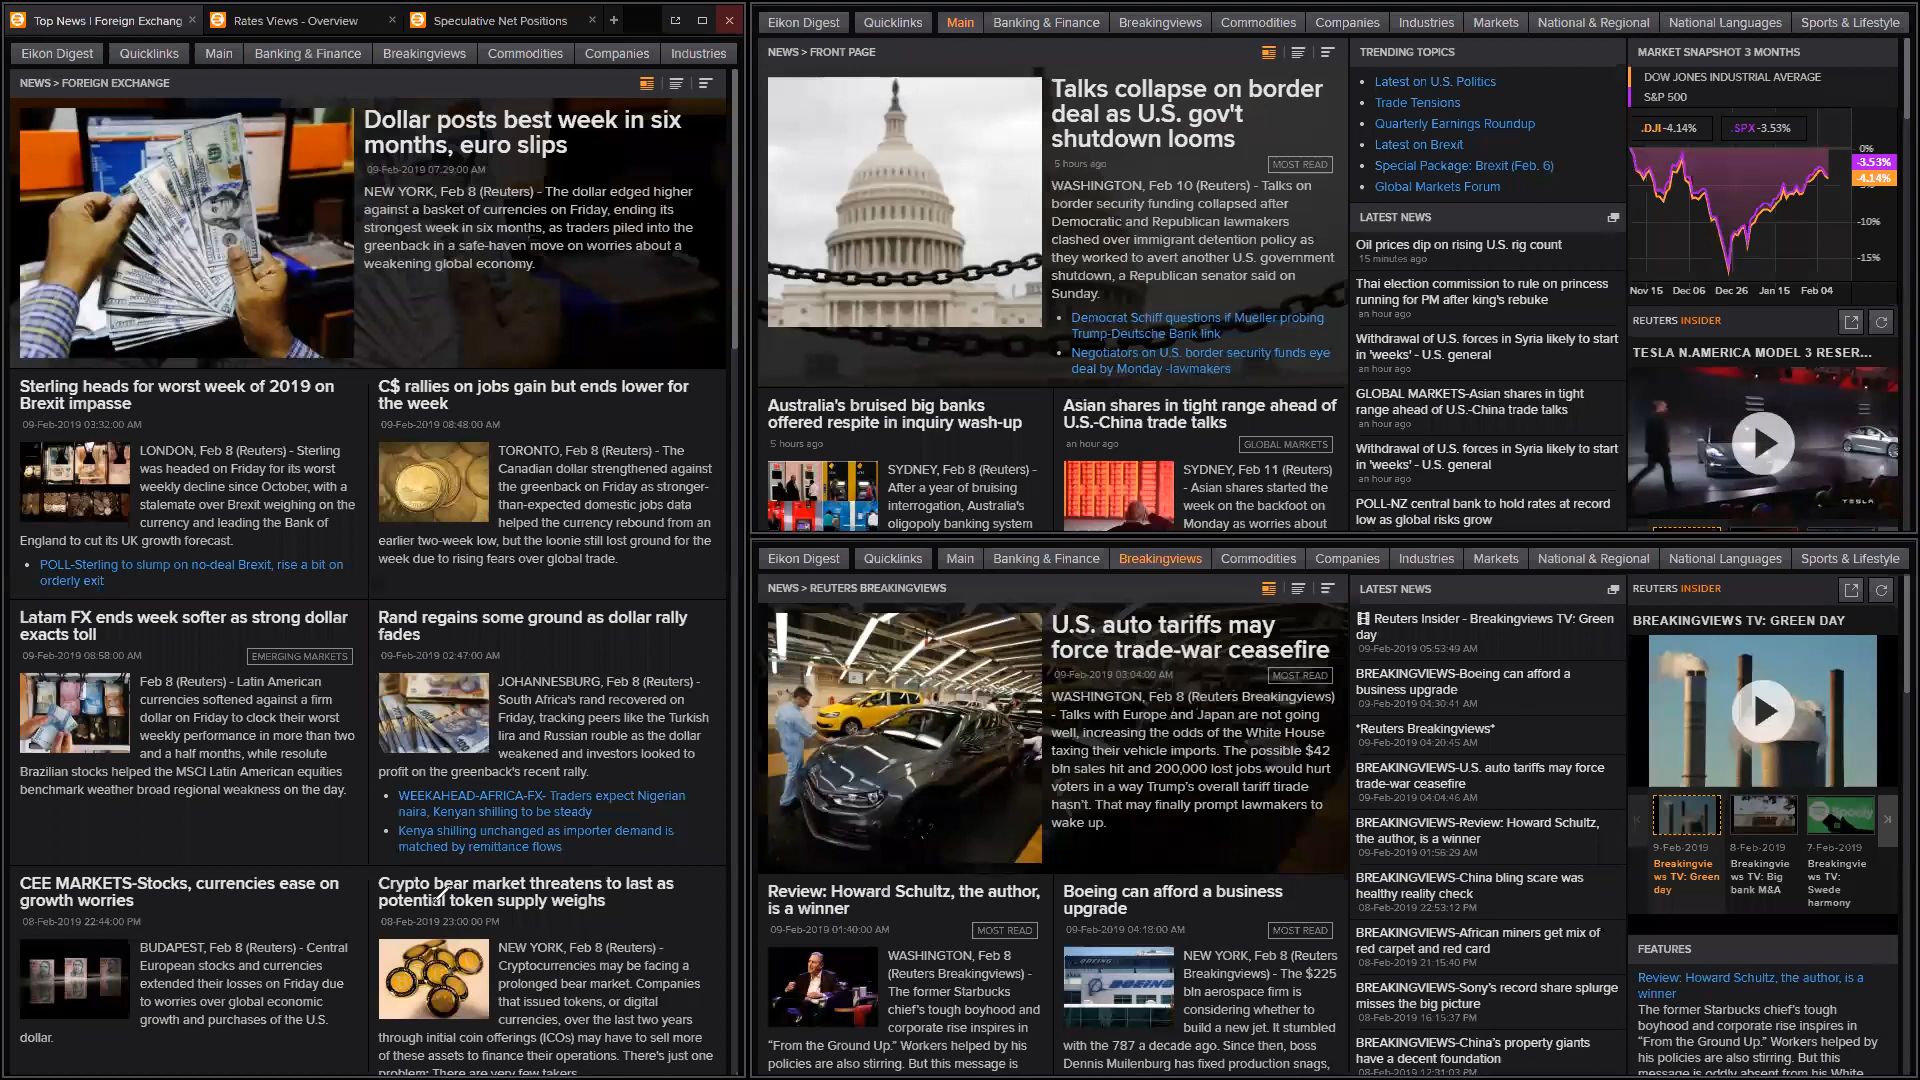 Top News | Foreign Exchang
Rates Views - Overview
Speculative Net Positions
Eikon Digest
Quicklinks
Main
Banking & Finance
Breakingviews
Commodities
Companies
Industries
NEWS > FOREIGN EXCHANGE
Dollar posts best week in six
months, euro slips
09-Feb-2019 07:29:00 AM
NEW YORK, Feb 8 (Reuters) - The dollar edged higher
against a basket of currencies on Friday, ending its
strongest week in six months, as traders piled into the
greenback in a safe-haven move on worries about a
weakening global economy.
Sterling heads for worst week of 2019 on
Brexit impasse
09-Feb-2019 03:32:00 AM
LONDON, Feb 8 (Reuters) - Sterling
was headed on Friday for its worst
weekly decline since October, with a
stalemate over Brexit weighing on the
currency and leading the Bank of
England to cut its UK growth forecast.
• POLL-Sterling to slump on no-deal Brexit, rise a bit on
orderly exit
C$ rallies on jobs gain but ends lower for
the week
09-Feb-2019 08:48:00 AM
TORONTO, Feb 8 (Reuters) - The
Canadian dollar strengthened against
the greenback on Friday as stronger-
than-expected domestic jobs data
helped the currency rebound from an
earlier two-week low, but the loonie still lost ground for the
week due to rising fears over global trade.
Latam FX ends week softer as strong dollar
exacts toll
09-Feb-2019 08:58:00 AM
EMERGING MARKETS
Feb 8 (Reuters) - Latin American
currencies softened against a firm
dollar on Friday to clock their worst
weekly performance in more than two
and a half months, while resolute
Brazilian stocks helped the MSCI Latin American equities
benchmark weather broad regional weakness on the day.
Rand regains some ground as dollar rally
fades
09-Feb-2019 02:47:00 AM
JOHANNESBURG, Feb 8 (Reuters) -
South Africa's rand recovered on
Friday, tracking peers like the Turkish
lira and Russian rouble as the dollar
weakened and investors looked to
profit on the greenback's recent rally.
• WEEKAHEAD-AFRICA-FX- Traders expect Nigerian
naira, Kenyan shilling to be steady
• Kenya shilling unchanged as importer demand is
matched by remittance flows
CEE MARKETS-Stocks, currencies ease on
growth worries
08-Feb-2019 22:44:00 PM
BUDAPEST, Feb 8 (Reuters) - Central
European stocks and currencies
extended their losses on Friday due
to worries over global economic
growth and purchases of the U.S.
dollar.
Crypto bear market threatens to last as
potential token supply weighs
08-Feb-2019 23:00:00 PM
NEW YORK, Feb 8 (Reuters) -
Cryptocurrencies may be facing a
prolonged bear market. Companies
that issued tokens, or digital
currencies, over the last two years
through initial coin offerings (ICOs) may have to sell more
of these assets to finance their operations. There's just one
problem: There are very few takers.
Eikon Digest
Quicklinks
Main
Banking & Finance
Breakingviews
Commodities
Companies
Industries
Markets
National & Regional
National Languages
Sports & Lifestyle
NEWS > FRONT PAGE
Talks collapse on border
deal as U.S. gov't
shutdown looms
5 hours ago
MOST READ
WASHINGTON, Feb 10 (Reuters) - Talks on
border security funding collapsed after
Democratic and Republican lawmakers
clashed over immigrant detention policy as
they worked to avert another U.S. government
shutdown, a Republican senator said on
Sunday.
• Democrat Schiff questions if Mueller probing
Trump-Deutsche Bank link
• Negotiators on U.S. border security funds eye
deal by Monday -lawmakers
Australia's bruised big banks
offered respite in inquiry wash-up
5 hours ago
SYDNEY, Feb 8 (Reuters) -
After a year of bruising
interrogation, Australia's
oligopoly banking system
Asian shares in tight range ahead of
U.S.-China trade talks
an hour ago
GLOBAL MARKETS
SYDNEY, Feb 11 (Reuters)
- Asian shares started the
week on the backfoot on
Monday as worries about
TRENDING TOPICS
• Latest on U.S. Politics
• Trade Tensions
• Quarterly Earnings Roundup
• Latest on Brexit
• Special Package: Brexit (Feb. 6)
• Global Markets Forum
LATEST NEWS
Oil prices dip on rising U.S. rig count
15 minutes ago
Thai election commission to rule on princess
running for PM after king's rebuke
an hour ago
Withdrawal of U.S. forces in Syria likely to start
in 'weeks' - U.S. general
an hour ago
GLOBAL MARKETS-Asian shares in tight
range ahead of U.S.-China trade talks
an hour ago
Withdrawal of U.S. forces in Syria likely to start
in 'weeks' - U.S. general
an hour ago
POLL-NZ central bank to hold rates at record
low as global risks grow
MARKET SNAPSHOT 3 MONTHS
DOW JONES INDUSTRIAL AVERAGE
S&P 500
.DJI -4.14%
.SPX -3.53%
0%
-3.53%
-4.14%
-10%
-15%
Nov 15
Dec 06
Dec 26
Jan 15
Feb 04
REUTERS INSIDER
TESLA N.AMERICA MODEL 3 RESER...
TESLA
Eikon Digest
Quicklinks
Main
Banking & Finance
Breakingviews
Commodities
Companies
Industries
Markets
National & Regional
National Languages
Sports & Lifestyle
NEWS > REUTERS BREAKINGVIEWS
U.S. auto tariffs may
force trade-war ceasefire
09-Feb-2019 03:04:00 AM
MOST READ
WASHINGTON, Feb 8 (Reuters Breakingviews)
- Talks with Europe and Japan are not going
well, increasing the odds of the White House
taxing their vehicle imports. The possible $42
bln sales hit and 200,000 lost jobs would hurt
voters in a way Trump's overall tariff tirade
hasn't. That may finally prompt lawmakers to
wake up.
Review: Howard Schultz, the author,
is a winner
09-Feb-2019 01:40:00 AM
MOST READ
WASHINGTON, Feb 8
(Reuters Breakingviews) -
The former Starbucks
chief's tough boyhood and
corporate rise inspires in
“From the Ground Up.” Workers helped by his
policies are also stirring. But this message is
Boeing can afford a business
upgrade
09-Feb-2019 04:18:00 AM
MOST READ
BOEING
NEW YORK, Feb 8 (Reuters
Breakingviews) - The $225
bln aerospace firm is
considering whether to
build a new jet. It stumbled
with the 787 a decade ago. Since then, boss
Dennis Muilenburg has fixed production snags,
LATEST NEWS
Reuters Insider - Breakingviews TV: Green
day
09-Feb-2019 05:53:49 AM
BREAKINGVIEWS-Boeing can afford a
business upgrade
09-Feb-2019 04:30:41 AM
*Reuters Breakingviews*
09-Feb-2019 04:20:45 AM
BREAKINGVIEWS-U.S. auto tariffs may force
trade-war ceasefire
09-Feb-2019 04:04:46 AM
BREAKINGVIEWS-Review: Howard Schultz,
the author, is a winner
09-Feb-2019 01:56:29 AM
BREAKINGVIEWS-China bling scare was
healthy reality check
08-Feb-2019 22:53:12 PM
BREAKINGVIEWS-African miners get mix of
red carpet and red card
08-Feb-2019 21:15:40 PM
BREAKINGVIEWS-Sony's record share splurge
misses the big picture
08-Feb-2019 16:15:37 PM
BREAKINGVIEWS-China's property giants
have a decent foundation
08-Feb-2019 12:31:03 PM
REUTERS INSIDER
BREAKINGVIEWS TV: GREEN DAY
Spotify
9-Feb-2019
Breakingvie
ws TV: Green
day
8-Feb-2019
Breakingvie
ws TV: Big
bank M&A
7-Feb-2019
Breakingvie
ws TV:
Swede
harmony
FEATURES
Review: Howard Schultz, the author, is a
winner
The former Starbucks chief's tough
boyhood and corporate rise inspires in
“From the Ground Up.” Workers helped by
his policies are also stirring. But this
message is oddly absent from his White